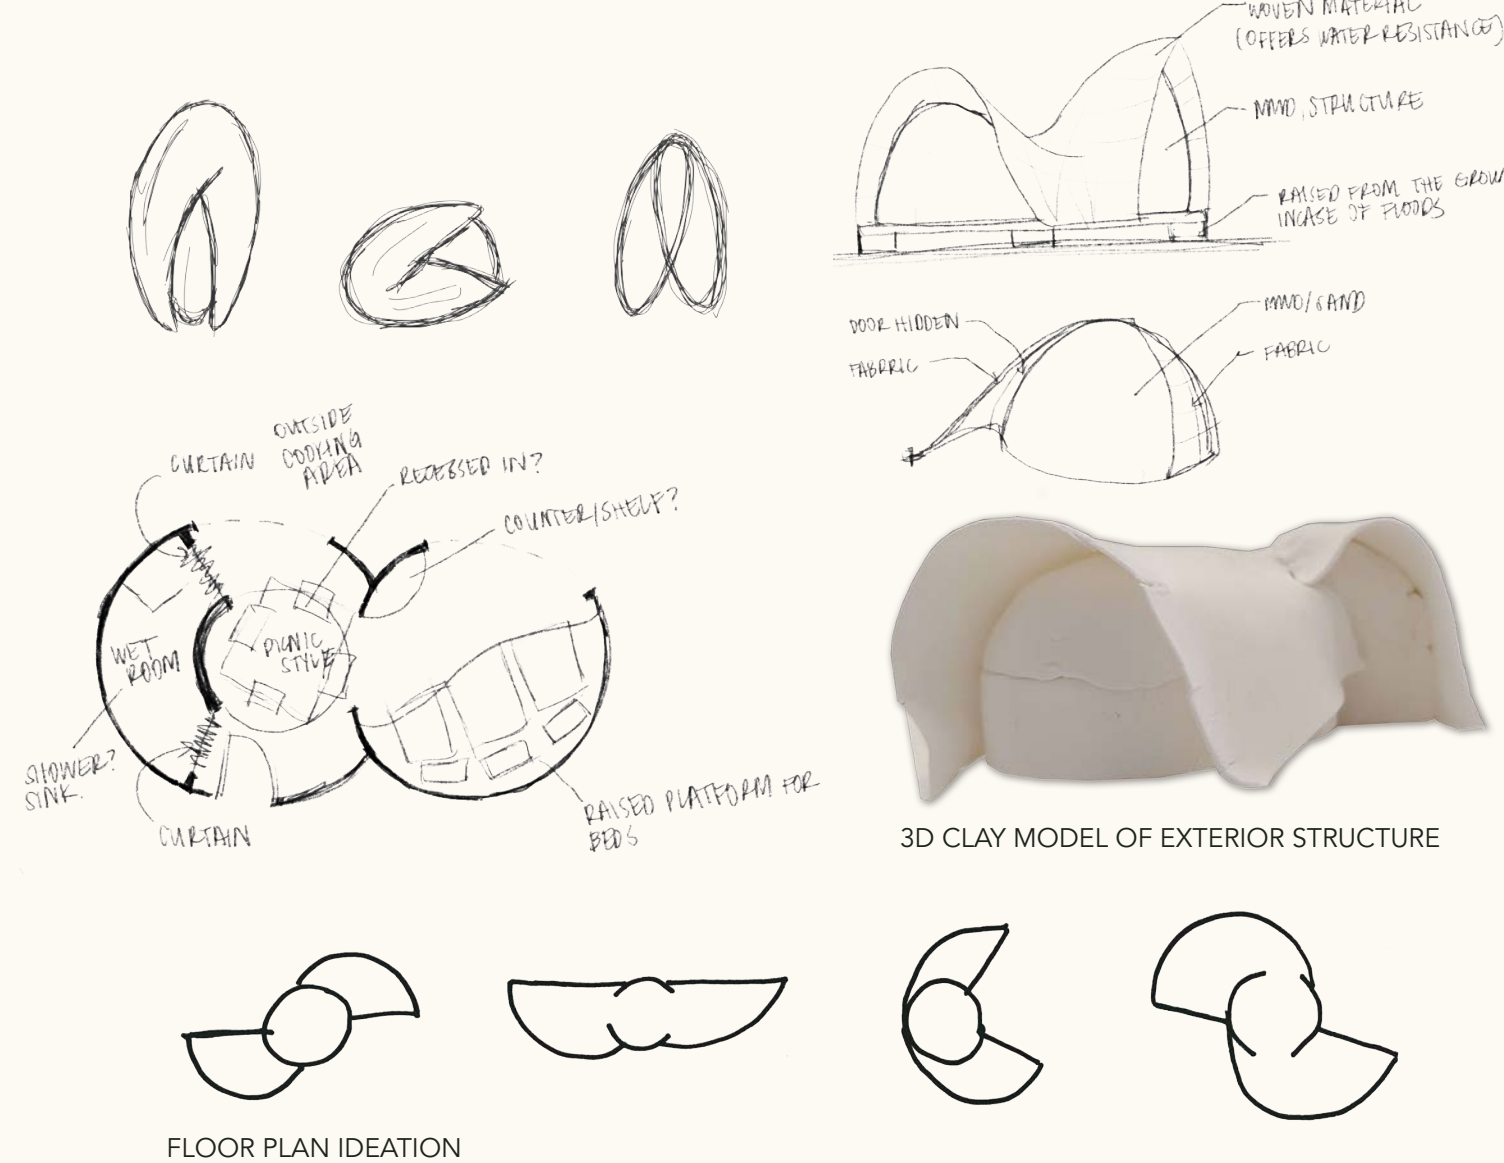 WOVEN MATERIAL
(OFFERS WATER RESISTANCE)
MUD, STRUCTURE
RAISED FROM THE GROUN
INCASE OF FLOODS
DOOR HIDDEN
FABRRIC
MUD/SAND
FABRIC
CURTAIN
OUTSIDE
COOKING
AREA
RECESSED IN?
COUNTER/SHELF?
WET
ROOM
PICNIC
STYLE
SHOWER?
SINK.
CURTAIN
RAISED PLATFORM FOR
BEDS
3D CLAY MODEL OF EXTERIOR STRUCTURE
FLOOR PLAN IDEATION